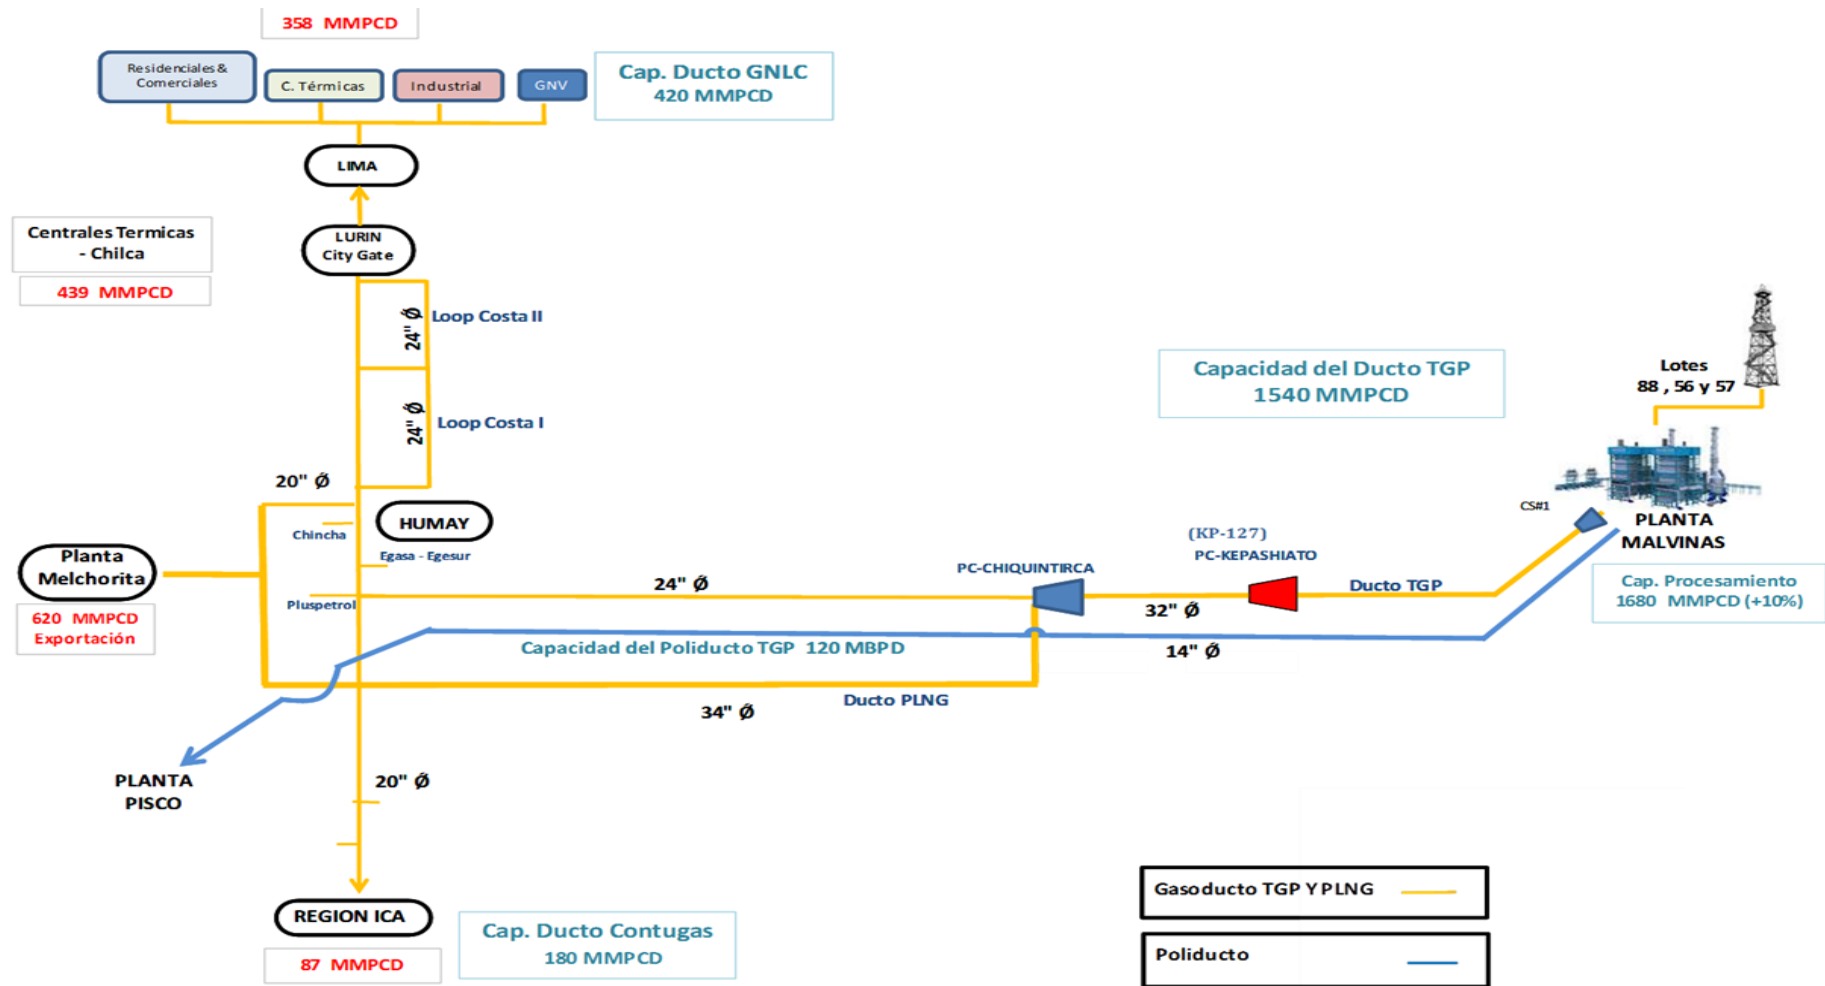 358 MMPCD
Residenciales &
Comerciales
C. Térmicas
Industrial
GNV
Cap. Ducto GNLC
420 MMPCD
LIMA
Centrales Termicas
- Chilca
439 MMPCD
LURIN
City Gate
24" Ǿ
Loop Costa II
24" Ǿ
Loop Costa I
Capacidad del Ducto TGP
1540 MMPCD
Lotes
88 , 56 y 57
20" Ǿ
HUMAY
Chincha
Egasa - Egesur
Pluspetrol
Planta
Melchorita
620 MMPCD
Exportación
24" Ǿ
PC-CHIQUINTIRCA
(KP-127)
PC-KEPASHIATO
32" Ǿ
Ducto TGP
CS#1
PLANTA
MALVINAS
Cap. Procesamiento
1680 MMPCD (+10%)
Capacidad del Poliducto TGP 120 MBPD
14" Ǿ
Ducto PLNG
34" Ǿ
PLANTA
PISCO
20" Ǿ
REGION ICA
87 MMPCD
Cap. Ducto Contugas
180 MMPCD
Gasoducto TGP Y PLNG
Poliducto